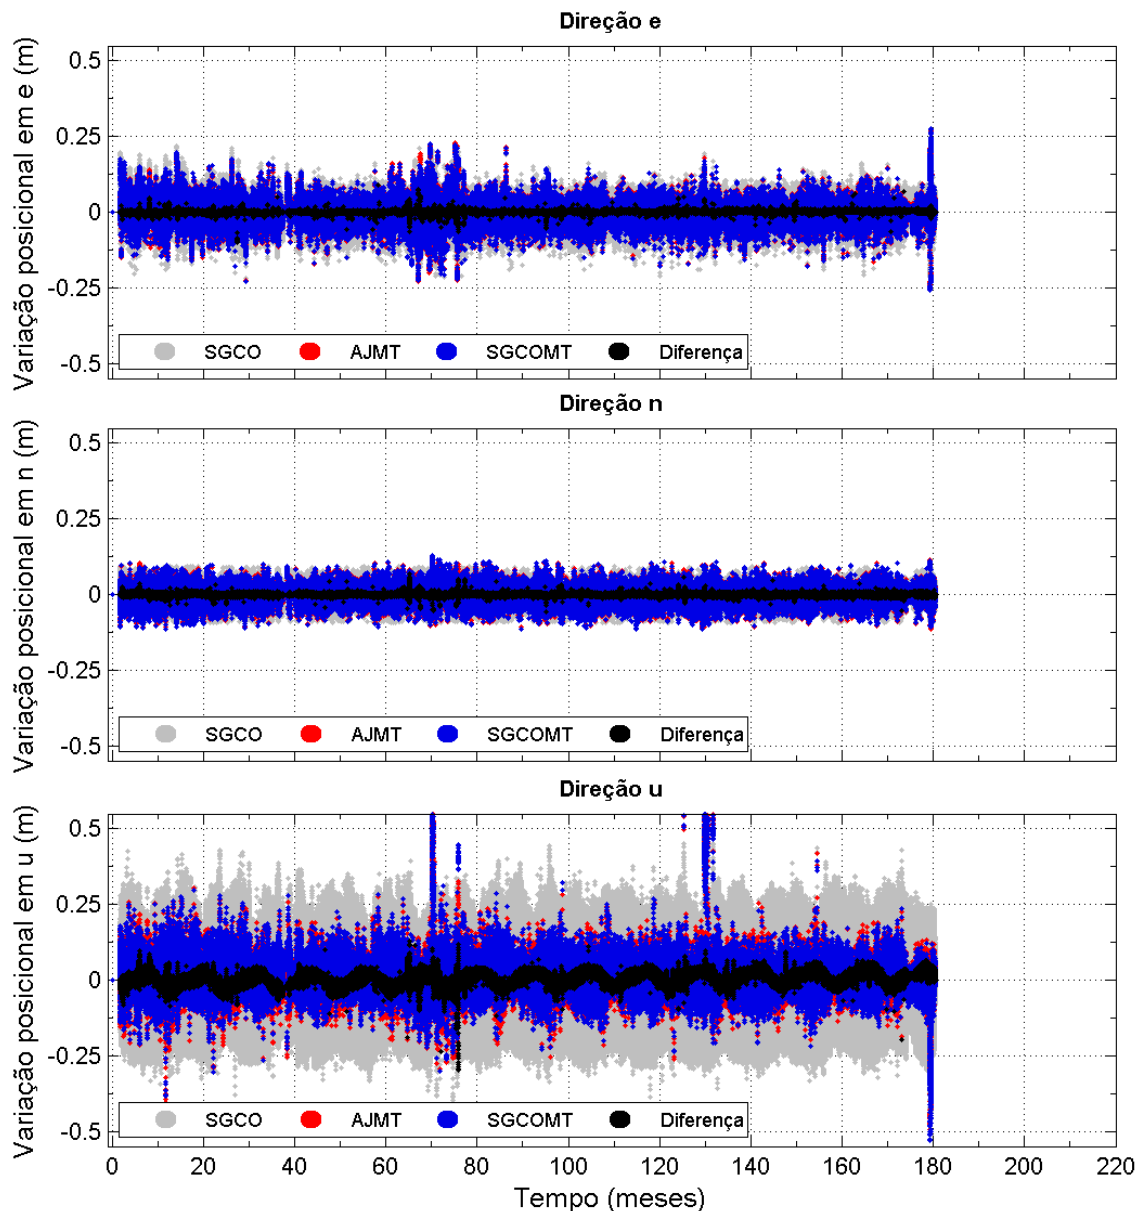 Direção e
Variação posicional em e (m)
0.5
0.25
0
-0.25
-0.5
SGCO AJMT SGCOMT Diferença
Direção n
Variação posicional em n (m)
0.5
0.25
0
-0.25
-0.5
SGCO AJMT SGCOMT Diferença
Direção u
Variação posicional em u (m)
0.5
0.25
0
-0.25
-0.5
SGCO AJMT SGCOMT Diferença
0 20 40 60 80 100 120 140 160 180 200 220
Tempo (meses)